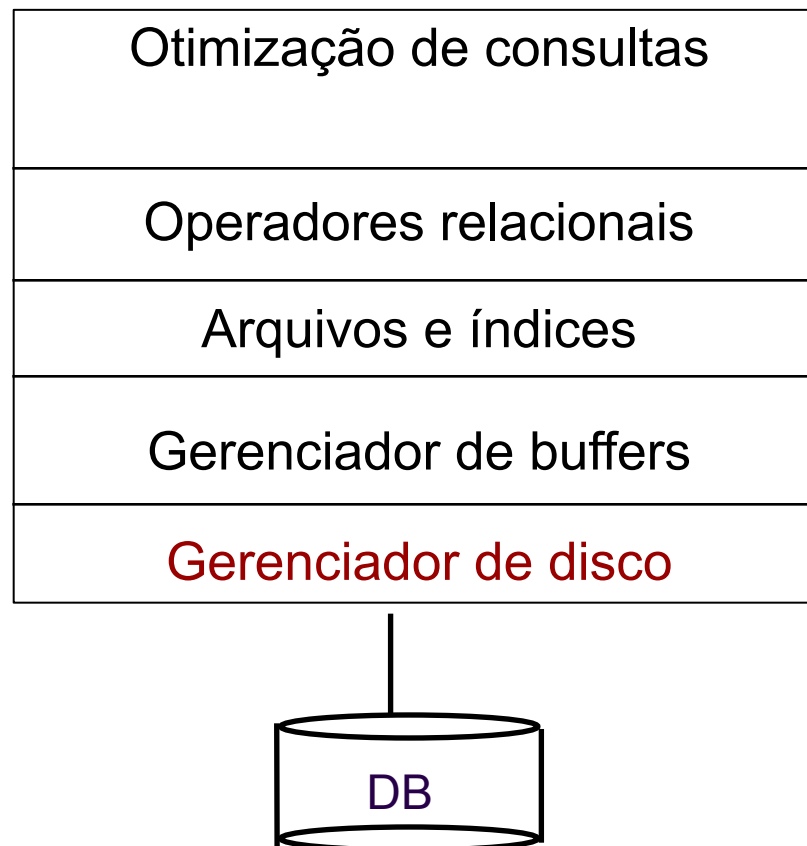 Otimização de consultas
Operadores relacionais
Arquivos e índices
Gerenciador de buffers
Gerenciador de disco
DB